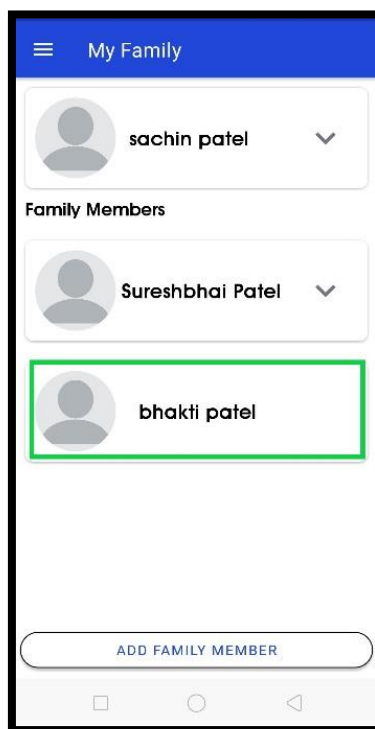 My Family
sachin patel
Family Members
Sureshbhai Patel
bhakti patel
ADD FAMILY MEMBER